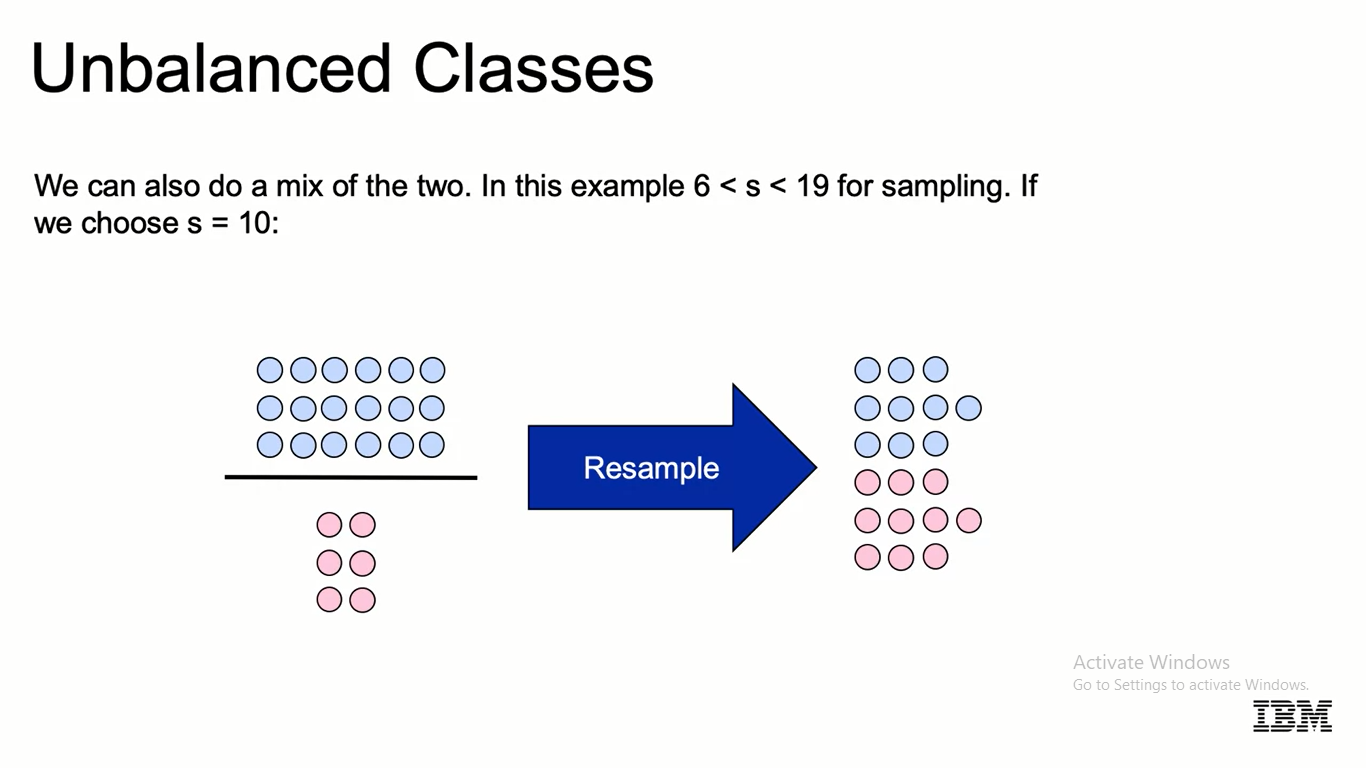 Unbalanced Classes
We can also do a mix of the two. In this example 6 < s < 19 for sampling. If
we choose s = 10:
Resample
Activate Windows
Go to Settings to activate Windows.
IBM